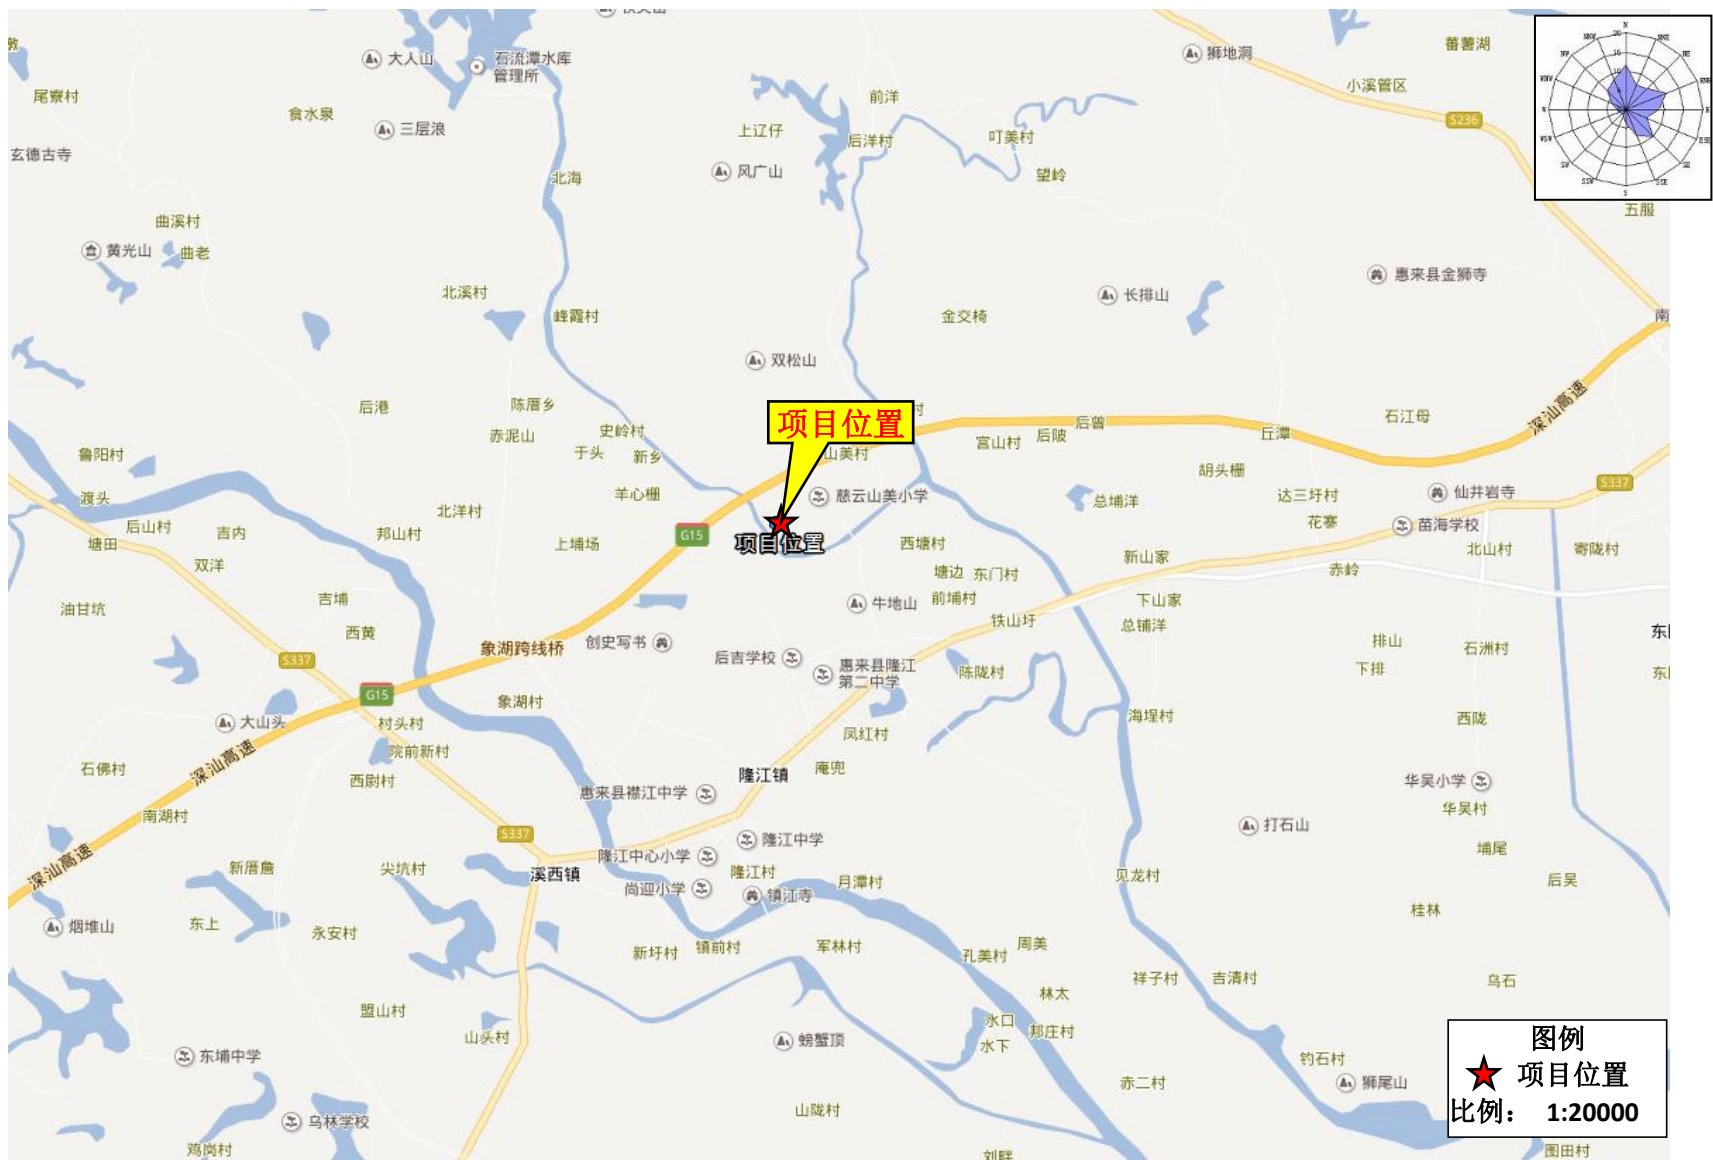 大人山
石流潭水库
管理所
狮地洞
蕃薯湖
小溪管区
尾寮村
食水泉
三层浪
前洋
上辽仔
后洋村
叮美村
S236
玄德古寺
北海
风广山
望岭
五服
曲溪村
黄光山
曲老
惠来县金狮寺
北溪村
长排山
峰霞村
金交椅
南
双松山
后港
陈厝乡
项目位置
村
石江母
深汕高速
赤泥山
史岭村
后曾
丘潭
于头
新乡
山美村
宫山村
后陂
鲁阳村
胡头栅
渡头
羊心栅
慈云山美小学
总埔洋
达三圩村
仙井岩寺
S337
北洋村
花寨
苗海学校
后山村
吉内
邦山村
G15
塘田
上埔场
项目位置
西塘村
北山村
寄陇村
双洋
新山家
赤岭
塘边
东门村
油甘坑
吉埔
牛地山
前埔村
下山家
西黄
铁山圩
总铺洋
东
象湖跨线桥
创史写书
排山
石洲村
S337
后吉学校
惠来县隆江
第二中学
陈陇村
下排
东
G15
象湖村
大山头
村头村
海埕村
西陇
凤红村
院前新村
深汕高速
石佛村
西尉村
隆江镇
庵兜
惠来县襟江中学
华吴小学
南湖村
华吴村
打石山
S337
隆江中学
埔尾
深汕高速
新厝詹
尖坑村
隆江中心小学
溪西镇
隆江村
尚迎小学
月潭村
见龙村
后吴
镇江寺
烟堆山
东上
永安村
桂林
新圩村
镇前村
军林村
周美
孔美村
祥子村
吉清村
乌石
林太
盟山村
水口
邦庄村
山头村
螃蟹顶
水下
东埔中学
钓石村
赤二村
狮尾山
乌林学校
山陇村
鸡岗村
图田村
图例
项目位置
比例： 1:20000